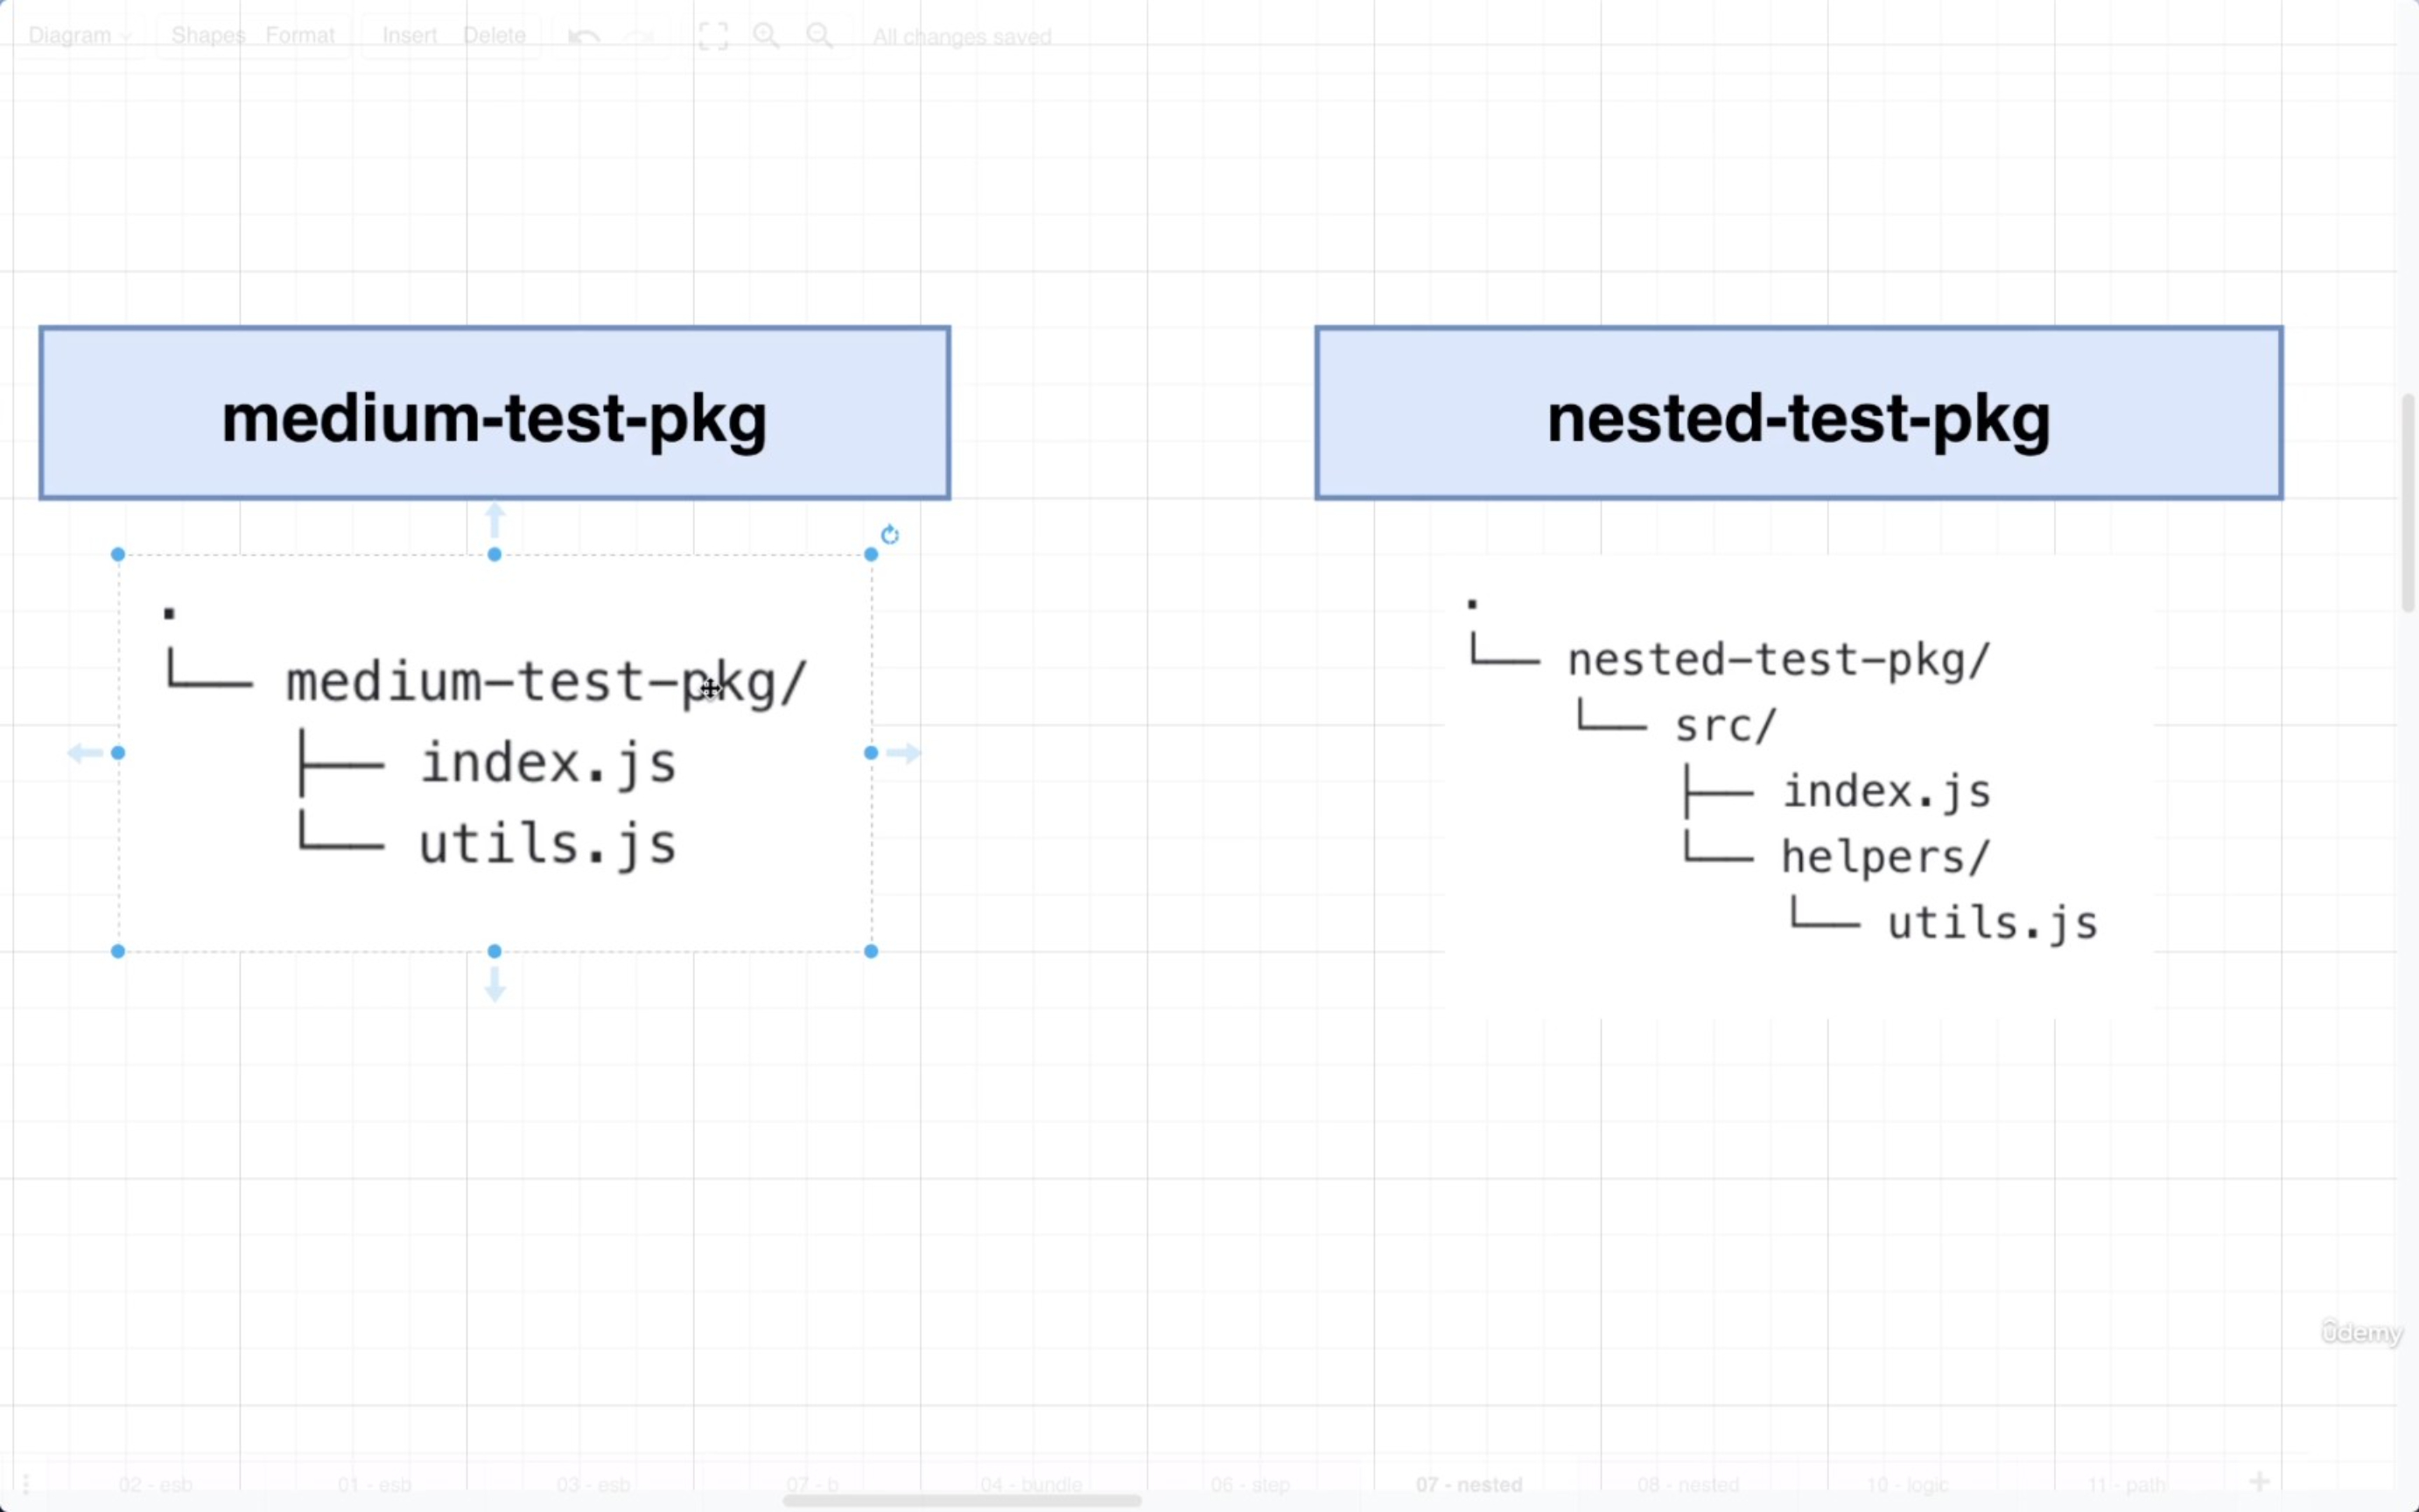 Diagram Shapes Format Insert Delete All changes saved
medium-test-pkg
.
└── medium-test-pkg/
├── index.js
└── utils.js
nested-test-pkg
.
└── nested-test-pkg/
└── src/
├── index.js
└── helpers/
└── utils.js
ûdemy
02 - esb 01 - esb 03 - esb 07 - b 04 - bundle 06 - step 07 - nested 08 - nested 10 - logic 11 - path